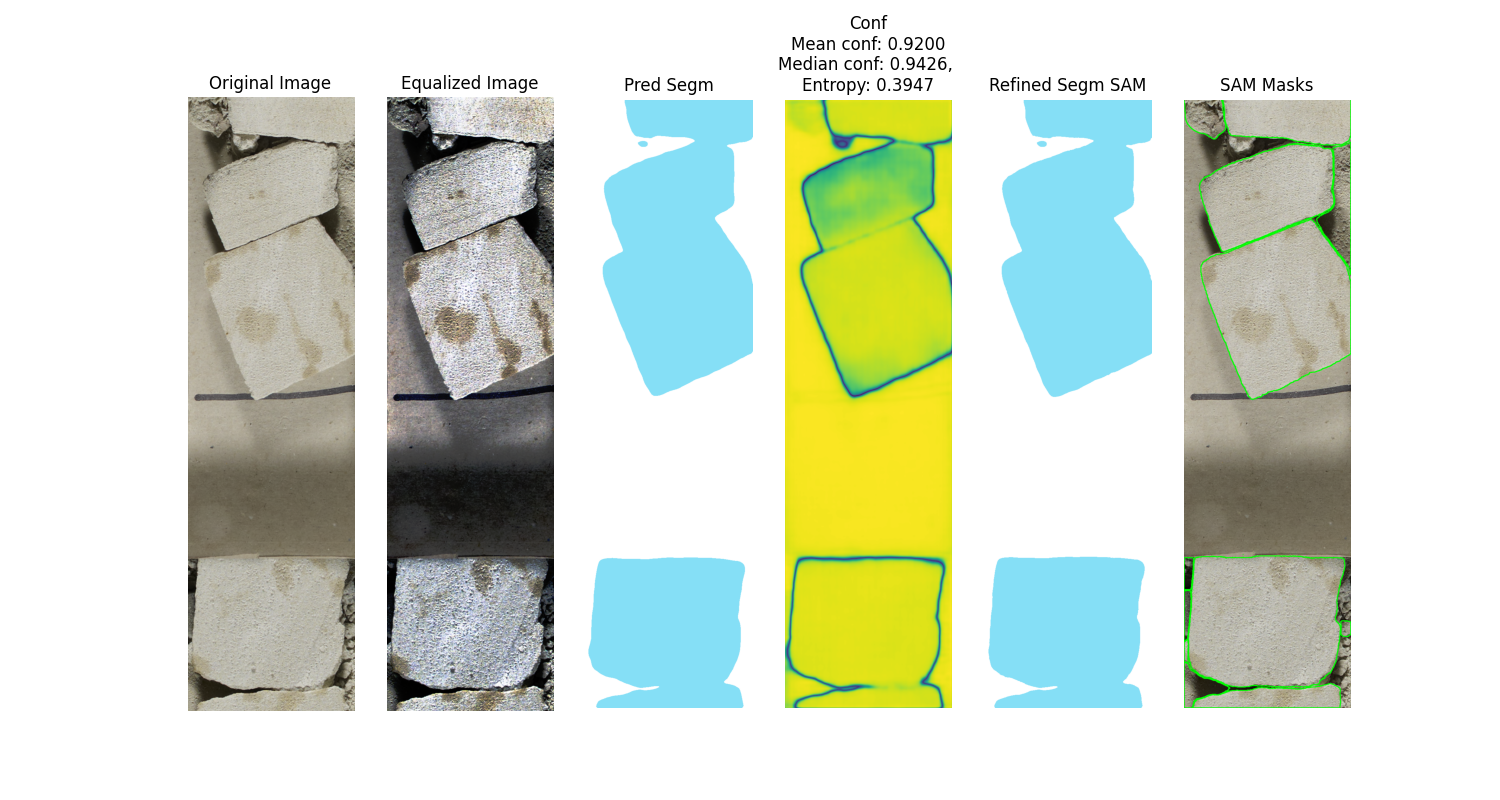 Original Image
Equalized Image
Pred Segm
Conf
Mean conf: 0.9200
Median conf: 0.9426,
Entropy: 0.3947
Refined Segm SAM
SAM Masks